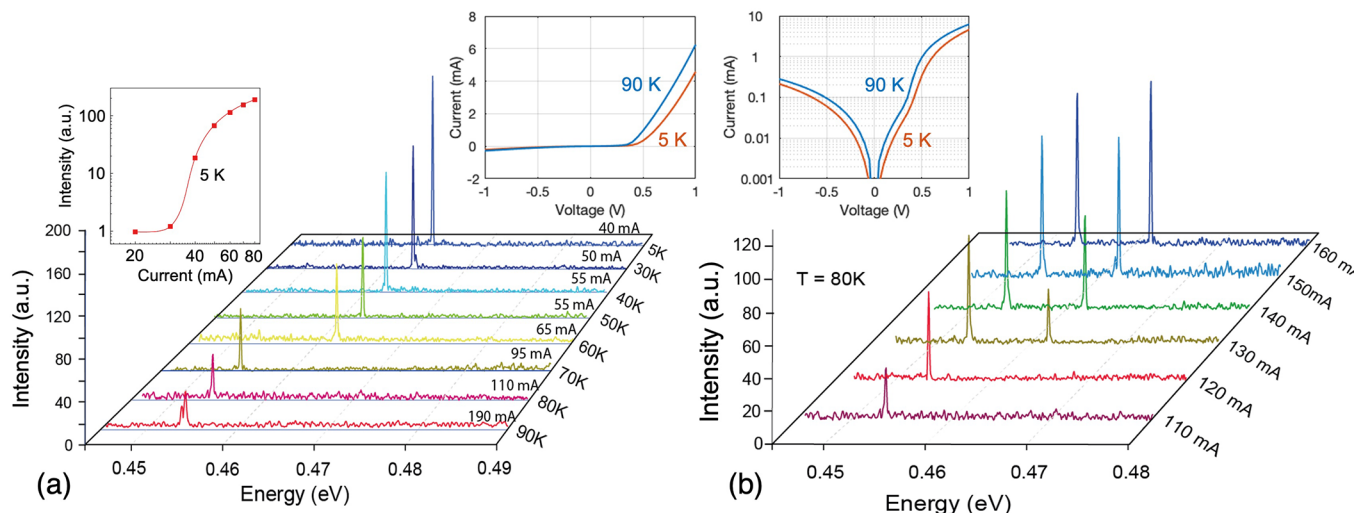 Intensity (a.u.)
100
10
1
5 K
20
40
60 80
Current (mA)
Current (mA)
8
6
4
2
0
-2
90 K
5 K
-1
-0.5
0
0.5
1
Voltage (V)
Current (mA)
10
1
0.1
0.01
0.001
90 K
5 K
-1
-0.5
0
0.5
1
Voltage (V)
Intensity (a.u.)
200
160
120
80
40
0
40 mA
50 mA
55 mA
55 mA
65 mA
95 mA
110 mA
190 mA
5K
30K
40K
50K
60K
70K
80K
90K
0.45
0.46
0.47
0.48
0.49
Energy (eV)
(a)
Intensity (a.u.)
120
100
80
60
40
20
0
T = 80K
160 mA
150mA
140 mA
130 mA
120 mA
110 mA
0.45
0.46
0.47
0.48
Energy (eV)
(b)